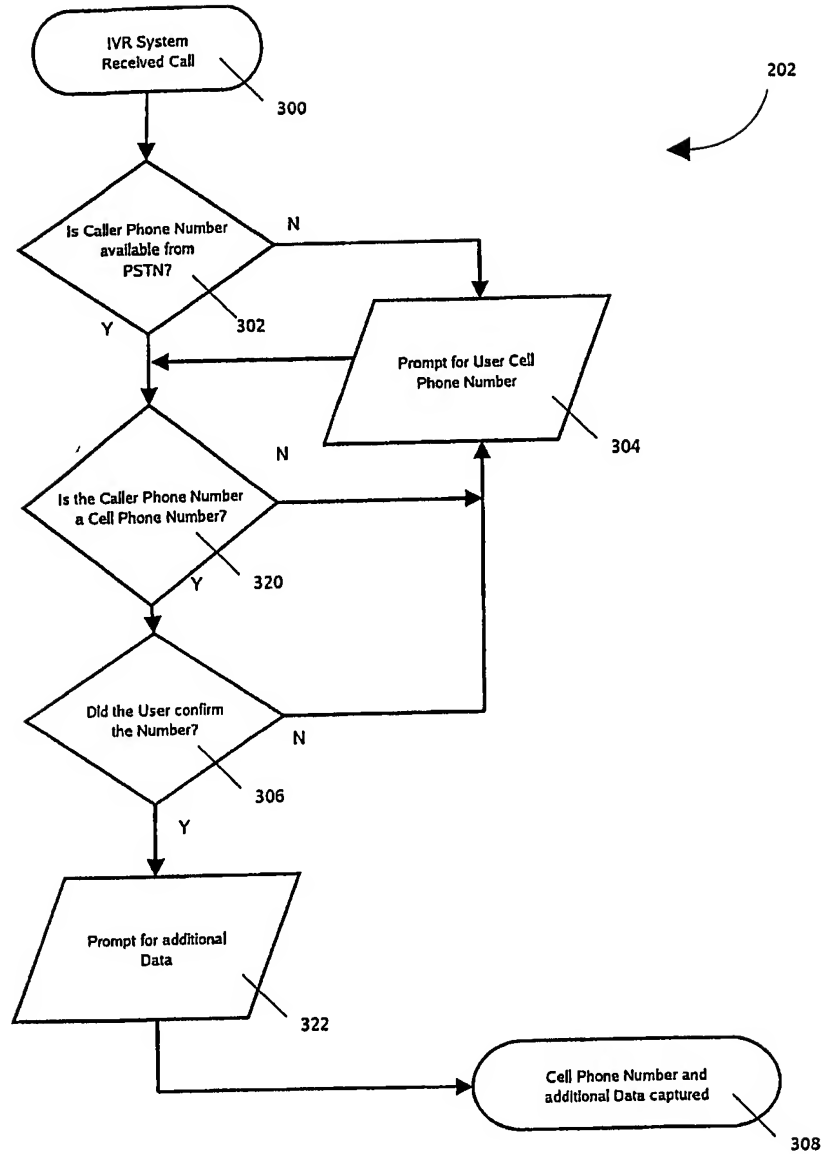 IVR System
Received Call
300
202
Is Caller Phone Number
available from
PSTN?
302
N
Y
Prompt for User Cell
Phone Number
304
Is the Caller Phone Number
a Cell Phone Number?
320
N
Y
Did the User confirm
the Number?
306
N
Y
Prompt for additional
Data
322
Cell Phone Number and
additional Data captured
308